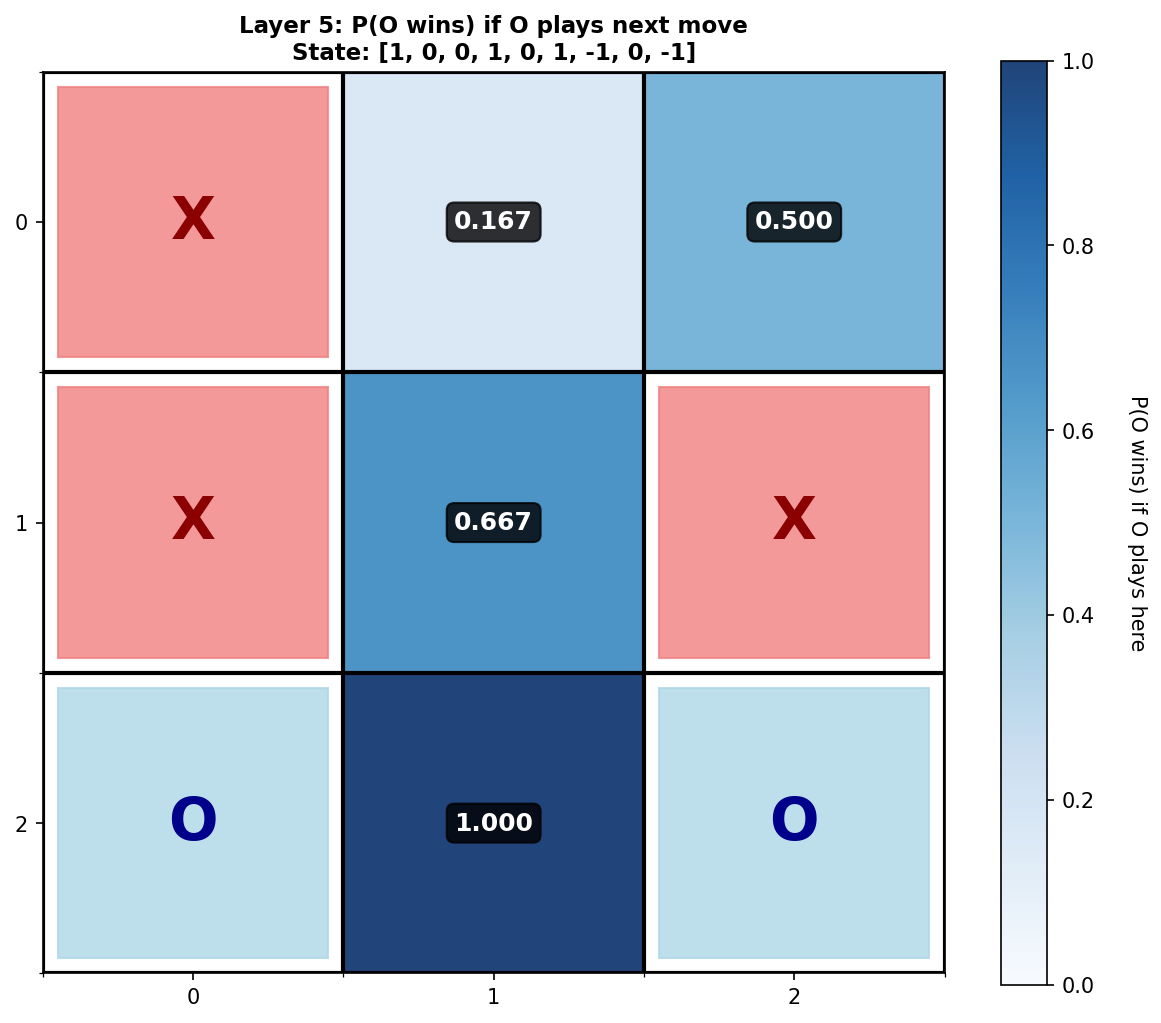 Layer 5: P(O wins) if O plays next move
State: [1, 0, 0, 1, 0, 1, -1, 0, -1]
0
X
0.167
0.500
1
X
0.667
X
2
O
1.000
O
0
1
2
1.0
0.8
0.6
0.4
0.2
0.0
P(O wins) if O plays here